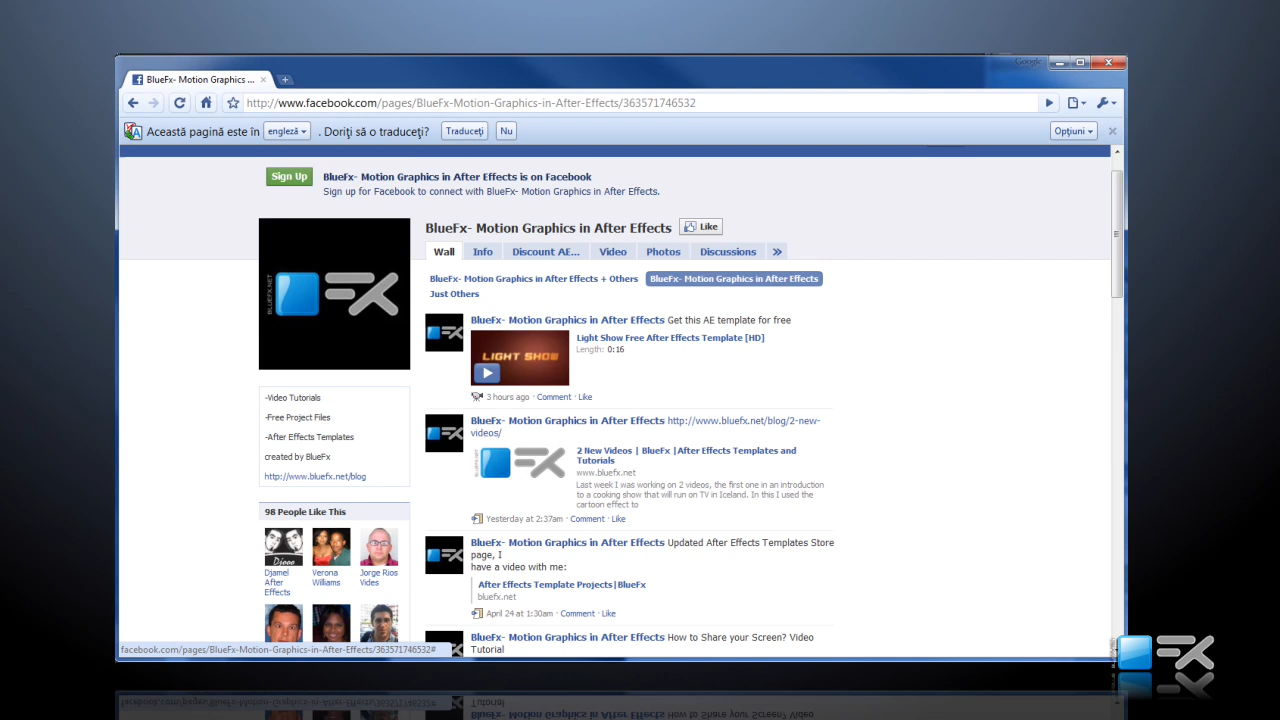 Google
BlueFx- Motion Graphics ...
http://www.facebook.com/pages/BlueFx-Motion-Graphics-in-After-Effects/363571746532
Această pagină este în engleză . Doriți să o traduceți? Traduceți Nu Opțiuni
Sign Up
BlueFx- Motion Graphics in After Effects is on Facebook
Sign up for Facebook to connect with BlueFx- Motion Graphics in After Effects.
BLUEFX.NET FX
BlueFx- Motion Graphics in After Effects Like
Wall Info Discount AE... Video Photos Discussions »
BlueFx- Motion Graphics in After Effects + Others BlueFx- Motion Graphics in After Effects
Just Others
BlueFx- Motion Graphics in After Effects Get this AE template for free
LIGHT SHOW
Light Show Free After Effects Template [HD]
Length: 0:16
3 hours ago · Comment · Like
BlueFx- Motion Graphics in After Effects http://www.bluefx.net/blog/2-new-
videos/
FX
2 New Videos | BlueFx |After Effects Templates and
Tutorials
www.bluefx.net
Last week I was working on 2 videos, the first one in an introduction
to a cooking show that will run on TV in Iceland. In this I used the
cartoon effect to
Yesterday at 2:37am · Comment · Like
BlueFx- Motion Graphics in After Effects Updated After Effects Templates Store
page, I
have a video with me:
After Effects Template Projects|BlueFx
bluefx.net
April 24 at 1:30am · Comment · Like
BlueFx- Motion Graphics in After Effects How to Share your Screen? Video
Tutorial
-Video Tutorials
-Free Project Files
-After Effects Templates
created by BlueFx
http://www.bluefx.net/blog
98 People Like This
Djooo
Djamel
After
Effects
Verona
Williams
Jorge Rios
Vides
facebook.com/pages/BlueFx-Motion-Graphics-in-After-Effects/363571746532#
FX